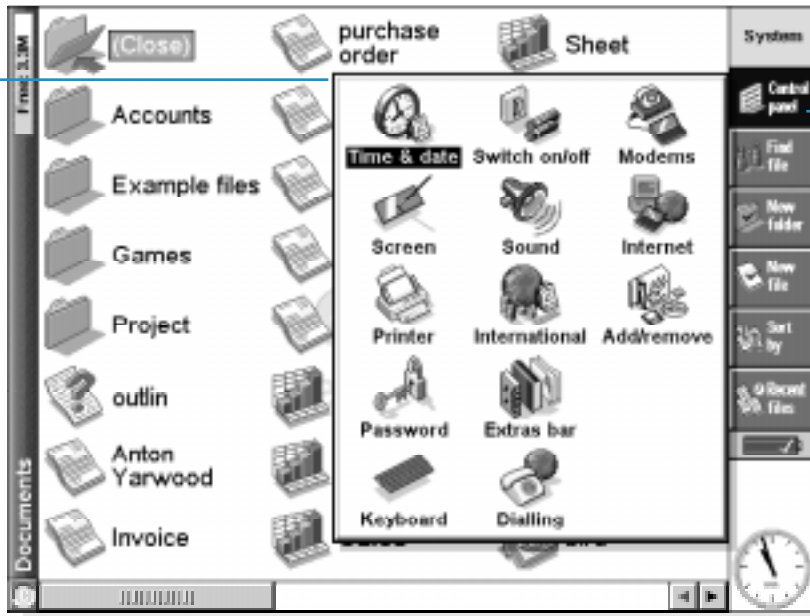 Free: 3.3M
Documents
(Close)
Accounts
Example files
Games
Project
outlin
Anton
Yarwood
Invoice
purchase
order
Sheet
Time & date
Switch on/off
Modems
Screen
Sound
Internet
Printer
International
Add/remove
Password
Extras bar
Keyboard
Dialling
System
Control
panel
Find
file
New
folder
New
file
Sort
by
Recent
files